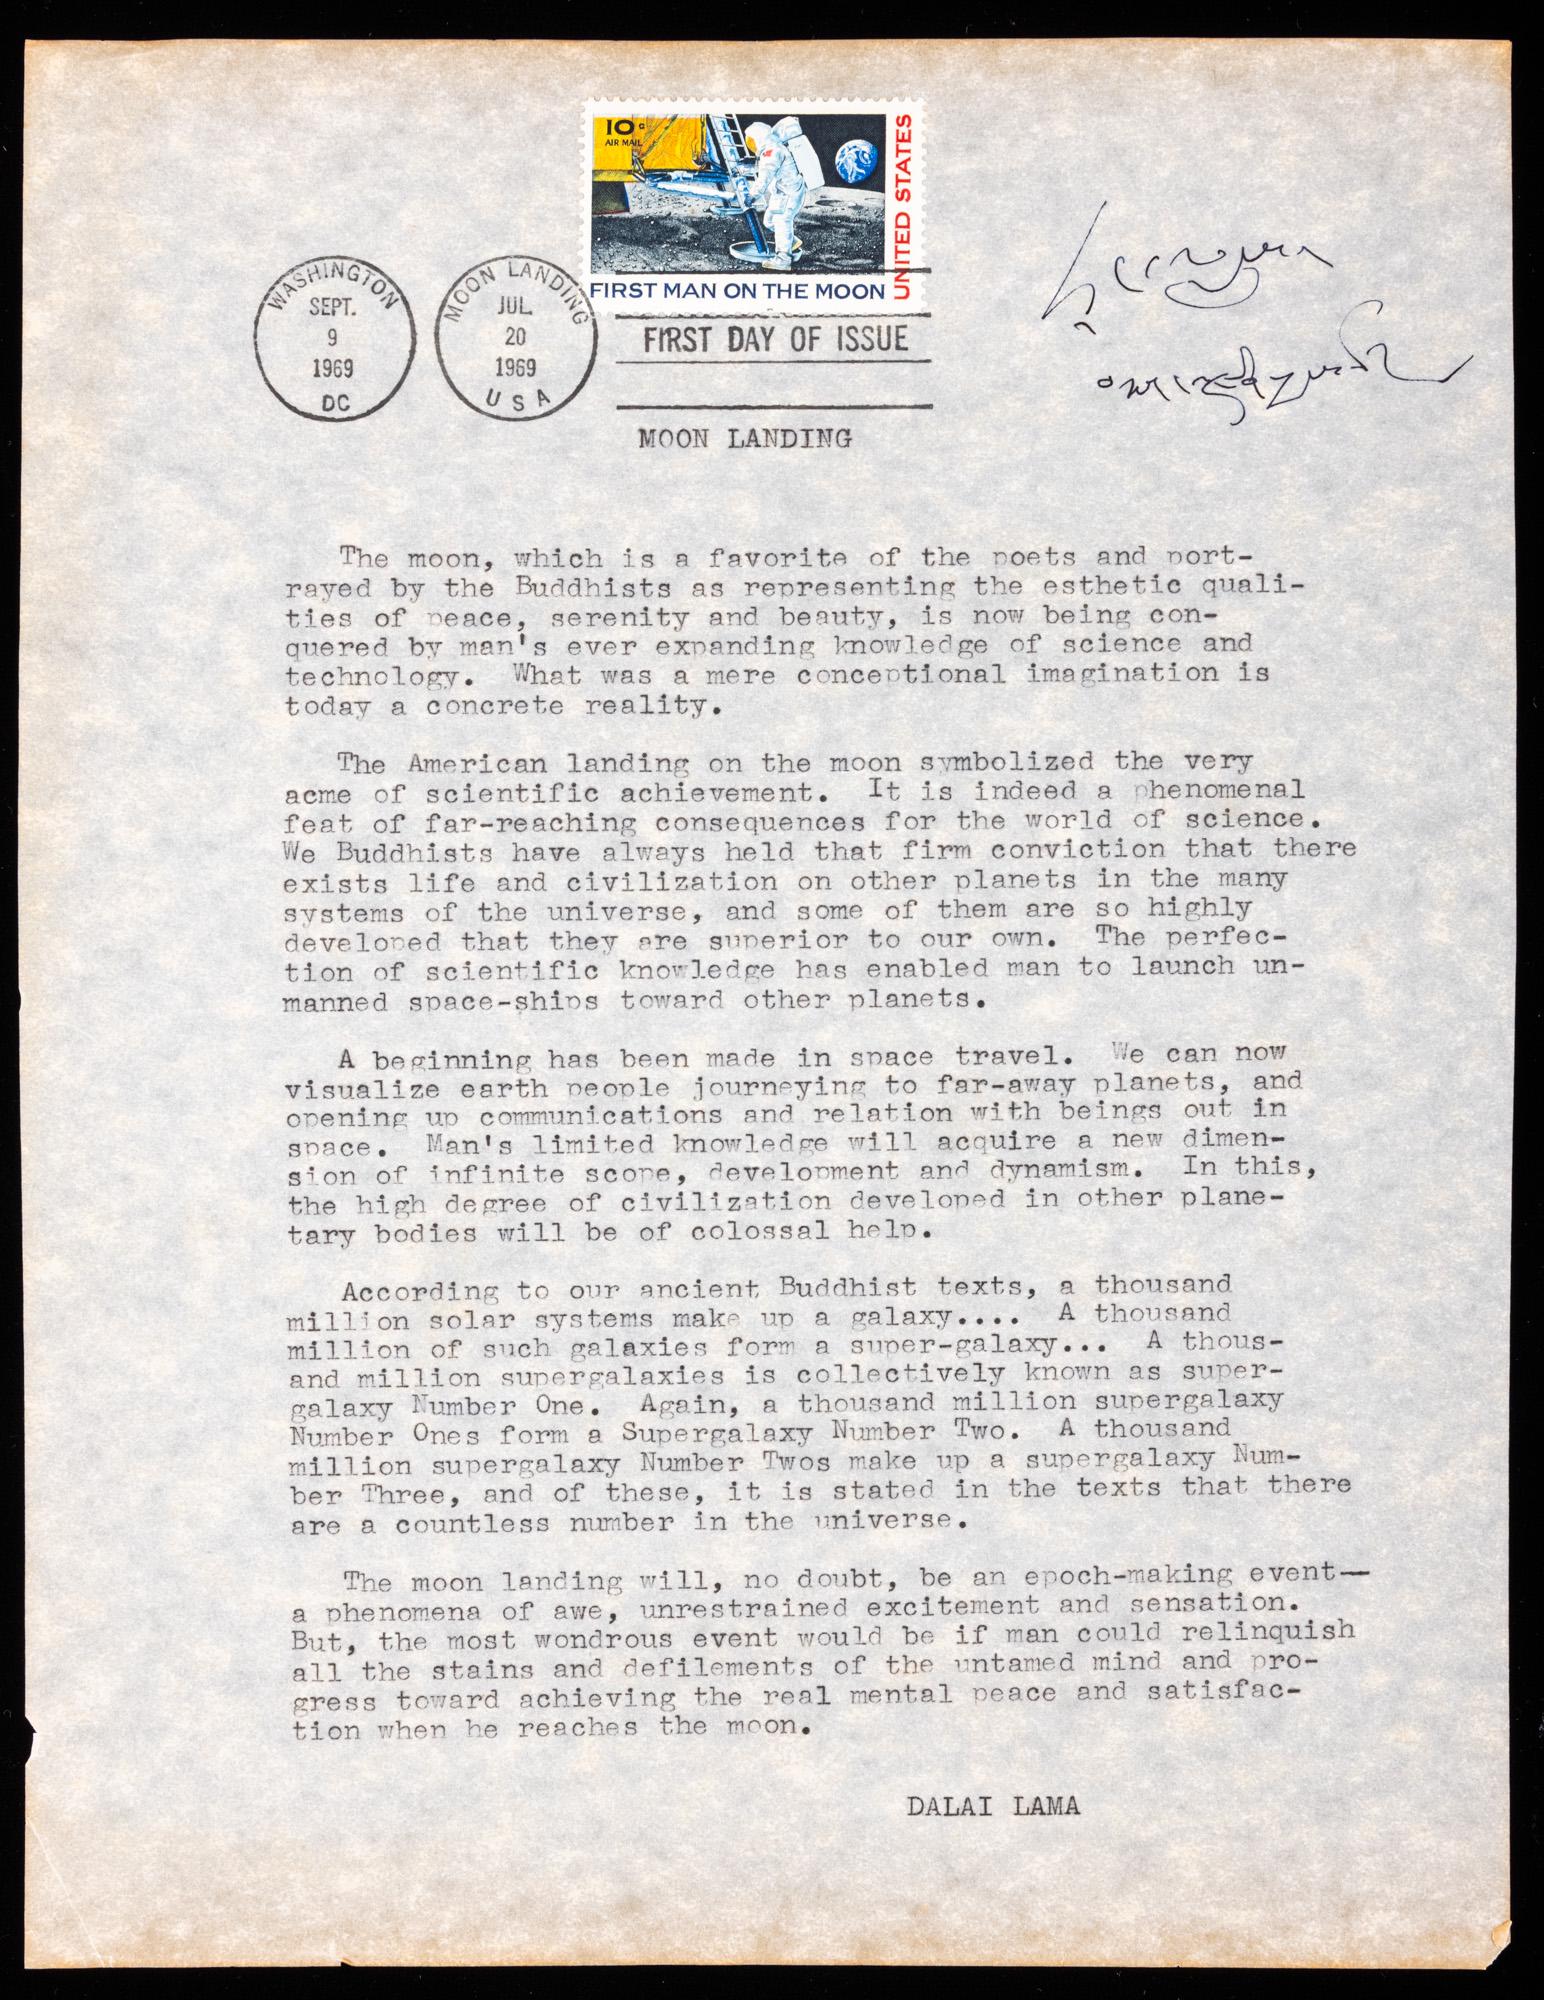 10c
AIR MAIL
UNITED STATES
FIRST MAN ON THE MOON
WASHINGTON
SEPT.
9
1969
DC
MOON LANDING
JUL
20
1969
USA
FIRST DAY OF ISSUE
MOON LANDING
The moon, which is a favorite of the poets and port-
rayed by the Buddhists as representing the esthetic quali-
ties of peace, serenity and beauty, is now being con-
quered by man's ever expanding knowledge of science and
technology. What was a mere conceptional imagination is
today a concrete reality.
The American landing on the moon symbolized the very
acme of scientific achievement. It is indeed a phenomenal
feat of far-reaching consequences for the world of science.
We Buddhists have always held that firm conviction that there
exists life and civilization on other planets in the many
systems of the universe, and some of them are so highly
developed that they are superior to our own. The perfec-
tion of scientific knowledge has enabled man to launch un-
manned space-ships toward other planets.
A beginning has been made in space travel. We can now
visualize earth people journeying to far-away planets, and
opening up communications and relation with beings out in
space. Man's limited knowledge will acquire a new dimen-
sion of infinite scope, development and dynamism. In this,
the high degree of civilization developed in other plane-
tary bodies will be of colossal help.
According to our ancient Buddhist texts, a thousand
million solar systems make up a galaxy.... A thousand
million of such galaxies form a super-galaxy... A thous-
and million supergalaxies is collectively known as super-
galaxy Number One. Again, a thousand million supergalaxy
Number Ones form a Supergalaxy Number Two. A thousand
million supergalaxy Number Twos make up a supergalaxy Num-
ber Three, and of these, it is stated in the texts that there
are a countless number in the universe.
The moon landing will, no doubt, be an epoch-making event—
a phenomena of awe, unrestrained excitement and sensation.
But, the most wondrous event would be if man could relinquish
all the stains and defilements of the untamed mind and pro-
gress toward achieving the real mental peace and satisfac-
tion when he reaches the moon.
DALAI LAMA